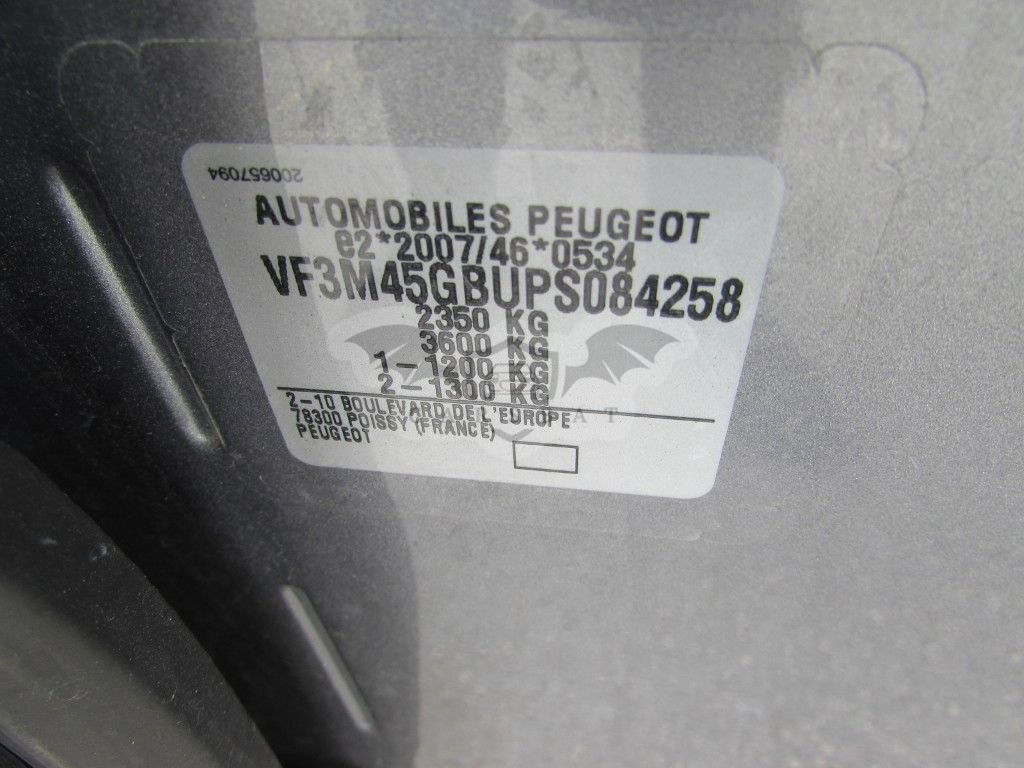 200657094
AUTOMOBILES PEUGEOT
e2*2007/46*0534
VF3M45GBUPS084258
2350 KG
3600 KG
1-1200 KG
2-1300 KG
2-10 BOULEVARD DE L'EUROPE
78300 POISSY (FRANCE)
PEUGEOT